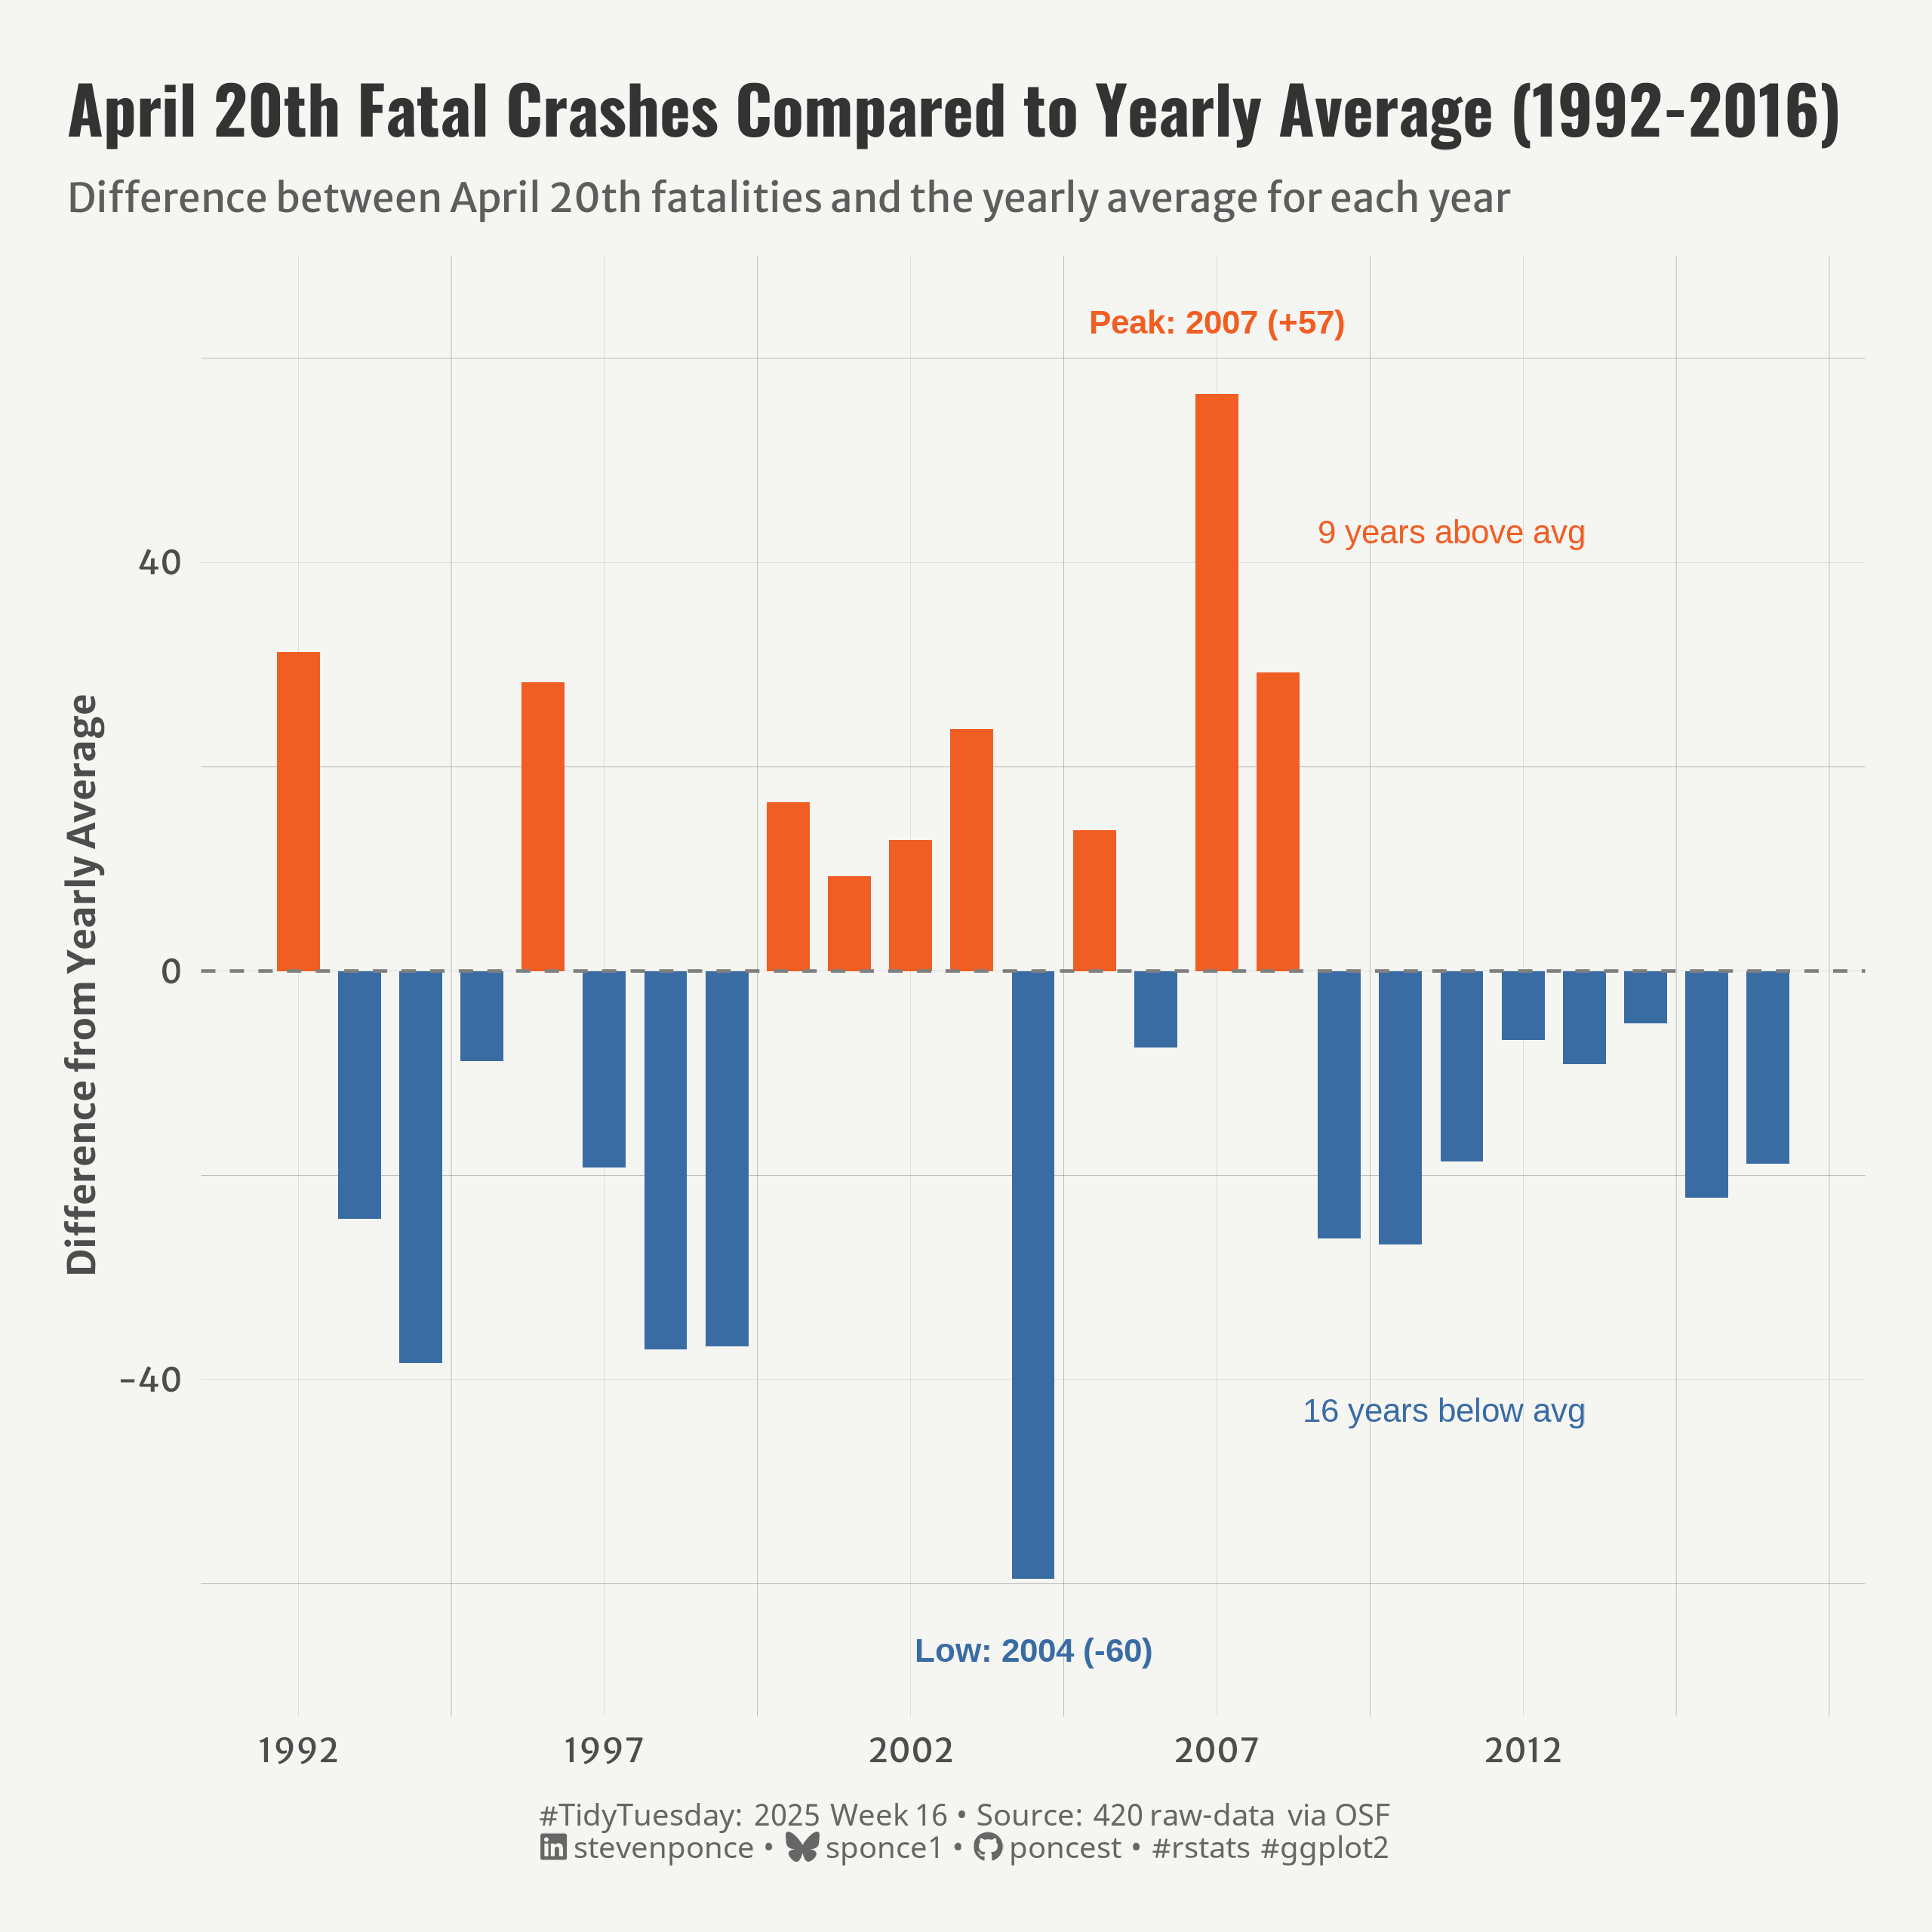 April 20th Fatal Crashes Compared to Yearly Average (1992-2016)
Difference between April 20th fatalities and the yearly average for each year
Peak: 2007 (+57)
9 years above avg
40
0
-40
Difference from Yearly Average
16 years below avg
Low: 2004 (-60)
1992 1997 2002 2007 2012
#TidyTuesday: 2025 Week 16 • Source: 420 raw-data via OSF
stevenponce • sponce1 • poncest • #rstats #ggplot2